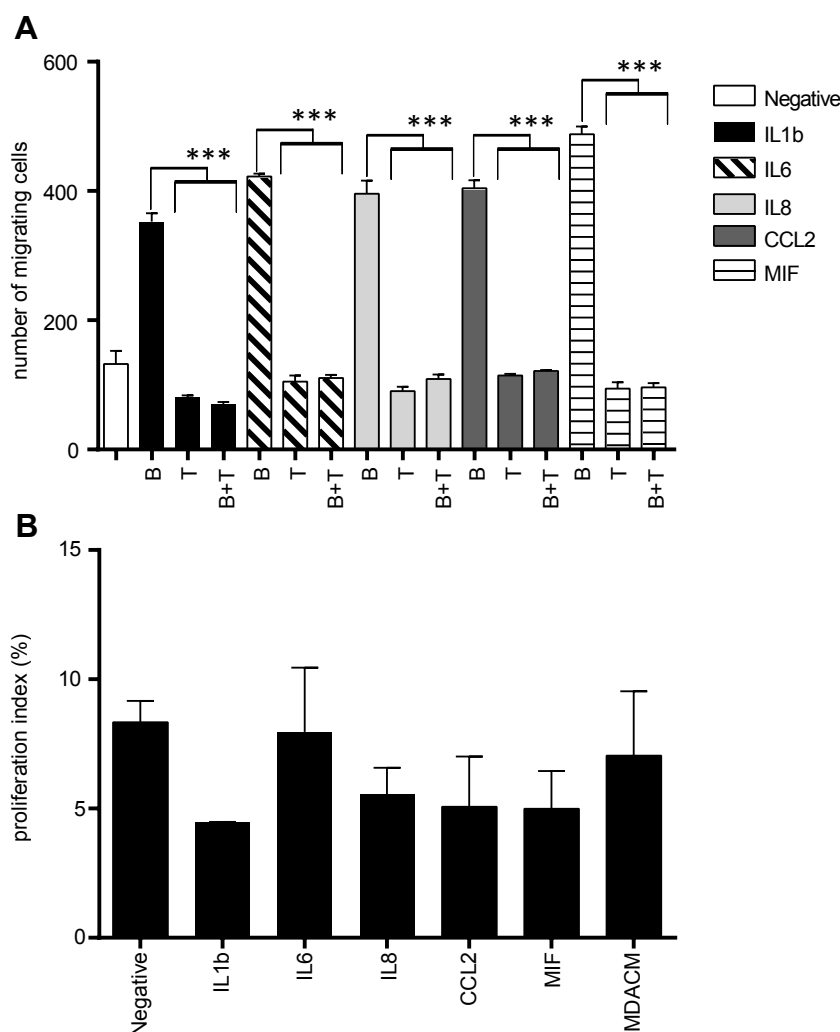 A
600
400
200
0
number of migrating cells
***
***
***
***
***
Negative
IL1b
IL6
IL8
CCL2
MIF
B
T
B+T
B
T
B+T
B
T
B+T
B
T
B+T
B
T
B+T
B
15
10
5
0
proliferation index (%)
Negative
IL1b
IL6
IL8
CCL2
MIF
MDACM